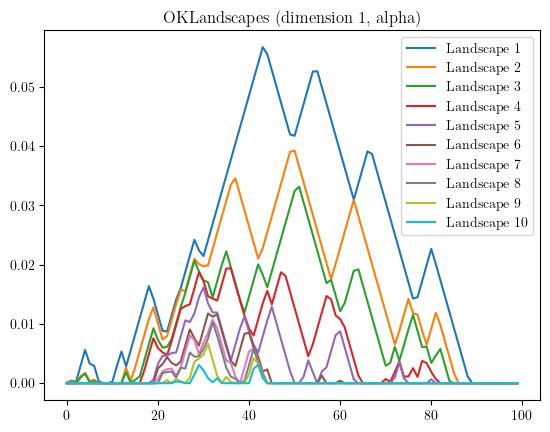 OKLandscapes (dimension 1, alpha)
Landscape 1
Landscape 2
Landscape 3
Landscape 4
Landscape 5
Landscape 6
Landscape 7
Landscape 8
Landscape 9
Landscape 10
0.05
0.04
0.03
0.02
0.01
0.00
0 20 40 60 80 100